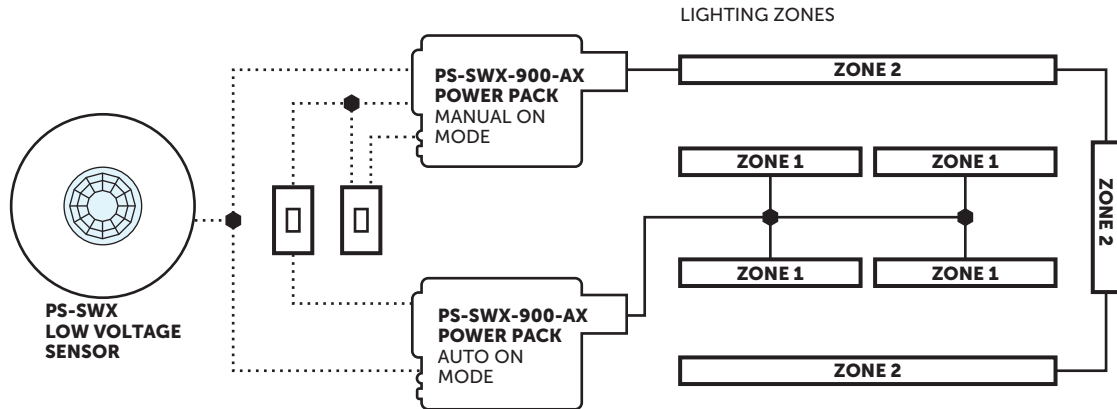 LIGHTING ZONES
PS-SWX-900-AX
POWER PACK
MANUAL ON
MODE
ZONE 2
ZONE 1
ZONE 1
ZONE 2
ZONE 1
ZONE 1
PS-SWX
LOW VOLTAGE
SENSOR
PS-SWX-900-AX
POWER PACK
AUTO ON
MODE
ZONE 2